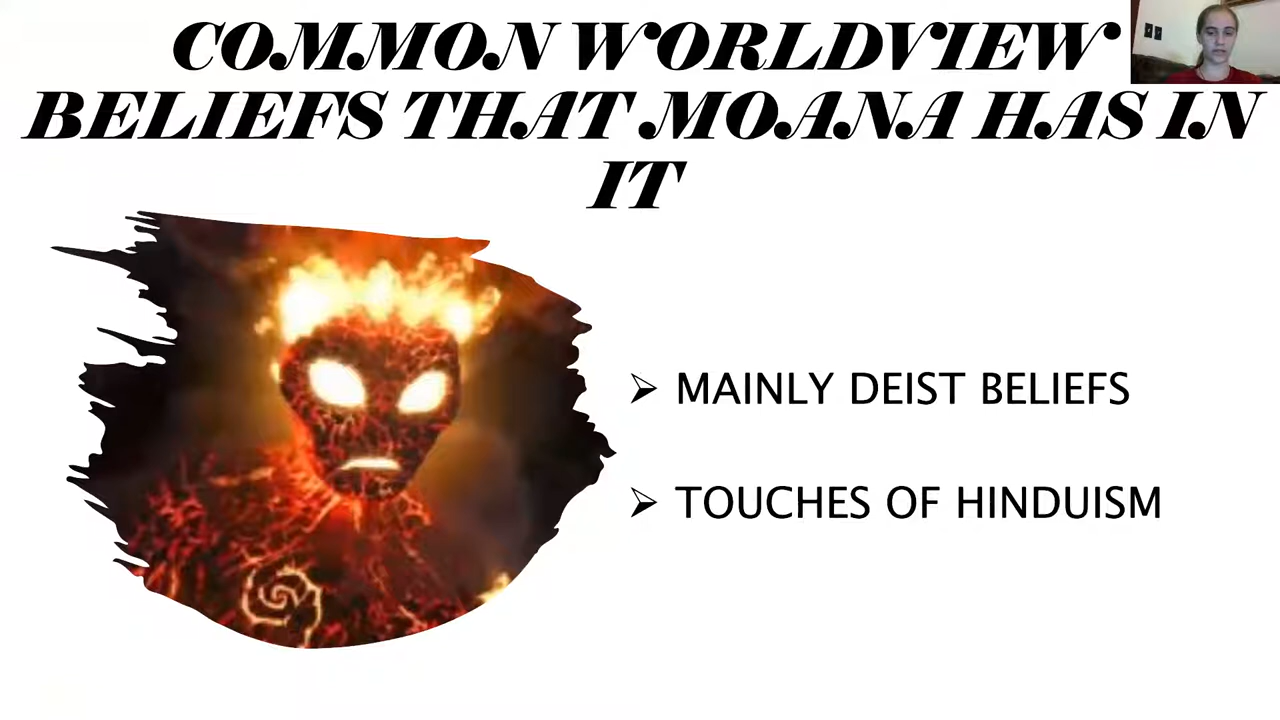 COMMON WORLDVIEW
BELIEFS THAT MOANA HAS IN
IT
➢ MAINLY DEIST BELIEFS
➢ TOUCHES OF HINDUISM